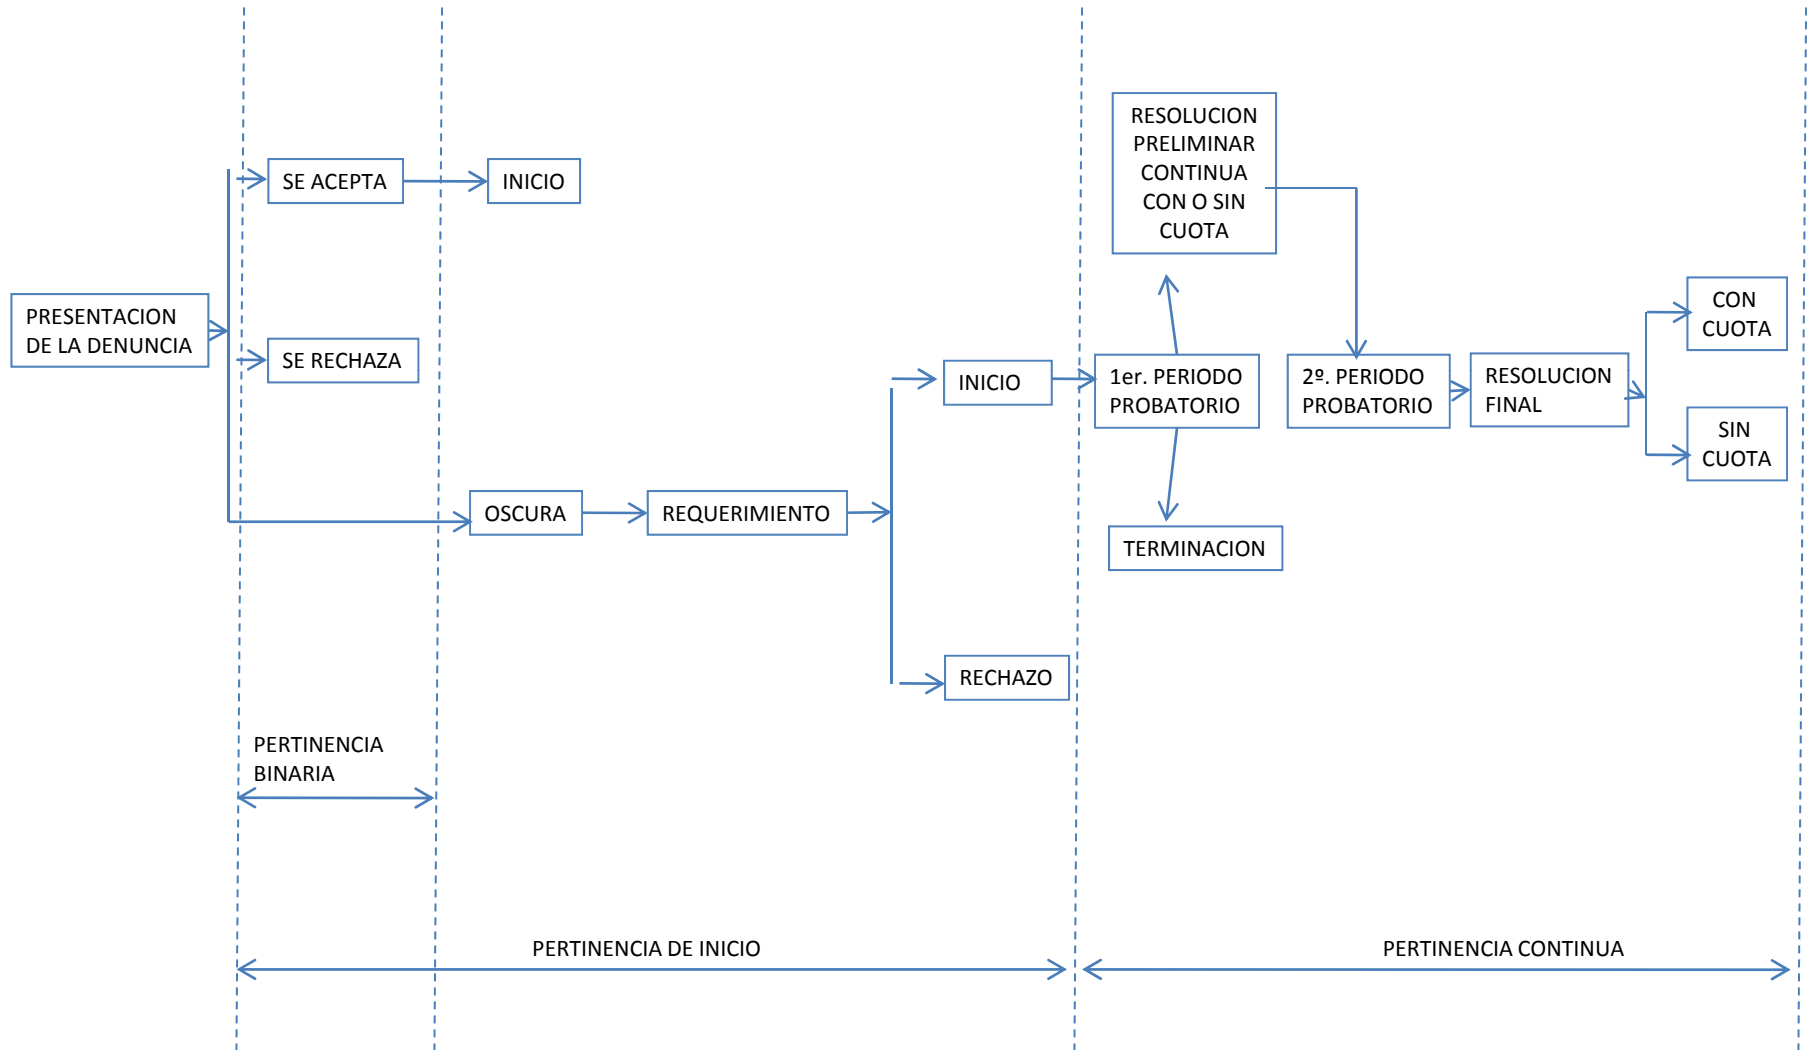 PRESENTACION
DE LA DENUNCIA
SE ACEPTA
INICIO
SE RECHAZA
OSCURA
REQUERIMIENTO
INICIO
RECHAZO
RESOLUCION
PRELIMINAR
CONTINUA
CON O SIN
CUOTA
1er. PERIODO
PROBATORIO
TERMINACION
2º. PERIODO
PROBATORIO
RESOLUCION
FINAL
CON
CUOTA
SIN
CUOTA
PERTINENCIA
BINARIA
PERTINENCIA DE INICIO
PERTINENCIA CONTINUA